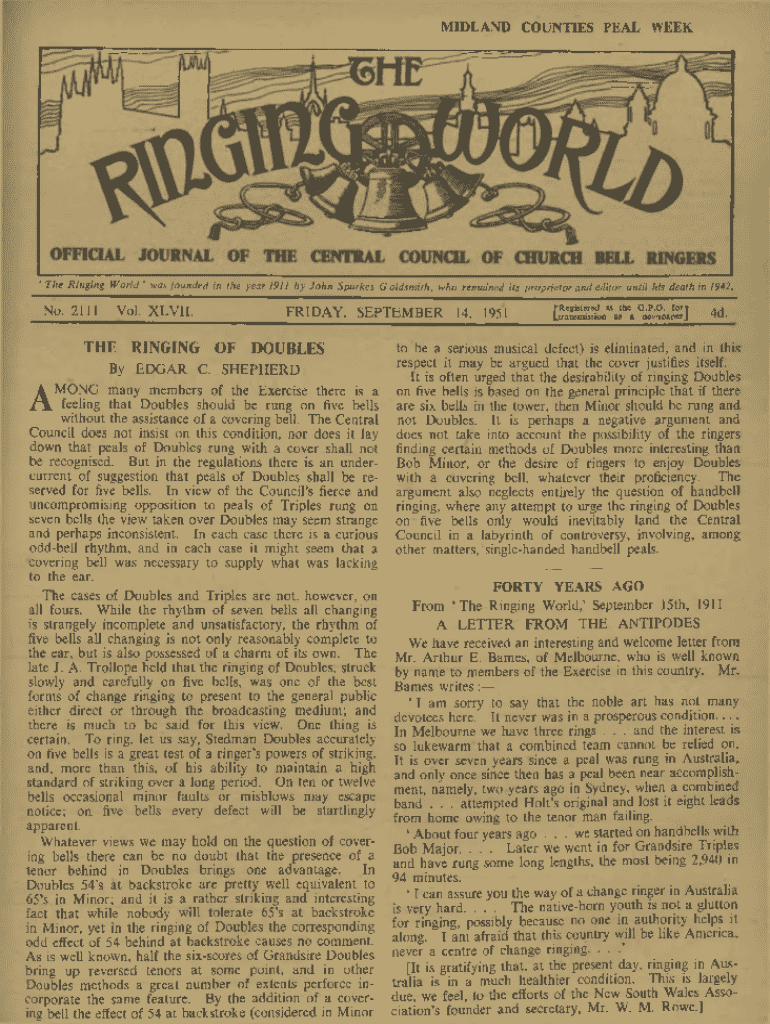 MIDLAND COUNTIES PEAL WEEK
THE
RINGING WORLD
OFFICIAL JOURNAL OF THE CENTRAL COUNCIL OF CHURCH BELL RINGERS
' The Ringing World ' was founded in the year 1911 by John Sparkes Goldsmith, who remained its proprietor and editor until his death in 1942.
No. 2111 Vol. XLVII. FRIDAY, SEPTEMBER 14, 1951 [Registered at the G.P.O. for transmission as a newspaper] 4d.
THE RINGING OF DOUBLES
By EDGAR C. SHEPHERD
AMONG many members of the Exercise there is a
feeling that Doubles should be rung on five bells
without the assistance of a covering bell. The Central
Council does not insist on this condition, nor does it lay
down that peals of Doubles rung with a cover shall not
be recognised. But in the regulations there is an under-
current of suggestion that peals of Doubles shall be re-
served for five bells. In view of the Council's fierce and
uncompromising opposition to peals of Triples rung on
seven bells the view taken over Doubles may seem strange
and perhaps inconsistent. In each case there is a curious
odd-bell rhythm, and in each case it might seem that a
covering bell was necessary to supply what was lacking
to the ear.
The cases of Doubles and Triples are not, however, on
all fours. While the rhythm of seven bells all changing
is strangely incomplete and unsatisfactory, the rhythm of
five bells all changing is not only reasonably complete to
the ear, but is also possessed of a charm of its own. The
late J. A. Trollope held that the ringing of Doubles, struck
slowly and carefully on five bells, was one of the best
forms of change ringing to present to the general public
either direct or through the broadcasting medium; and
there is much to be said for this view. One thing is
certain. To ring, let us say, Stedman Doubles accurately
on five bells is a great test of a ringer's powers of striking,
and, more than this, of his ability to maintain a high
standard of striking over a long period. On ten or twelve
bells occasional minor faults or misblows may escape
notice; on five bells every defect will be startlingly
apparent.
Whatever views we may hold on the question of cover-
ing bells there can be no doubt that the presence of a
tenor behind in Doubles brings one advantage. In
Doubles 54's at backstroke are pretty well equivalent to
65's in Minor; and it is a rather striking and interesting
fact that while nobody will tolerate 65's at backstroke
in Minor, yet in the ringing of Doubles the corresponding
odd effect of 54 behind at backstroke causes no comment.
As is well known, half the six-scores of Grandsire Doubles
bring up reversed tenors at some point, and in other
Doubles methods a great number of extents perforce in-
corporate the same feature. By the addition of a cover-
ing bell the effect of 54 at backstroke (considered in Minor
to be a serious musical defect) is eliminated, and in this
respect it may be argued that the cover justifies itself.
It is often urged that the desirability of ringing Doubles
on five bells is based on the general principle that if there
are six bells in the tower, then Minor should be rung and
not Doubles. It is perhaps a negative argument and
does not take into account the possibility of the ringers
finding certain methods of Doubles more interesting than
Bob Minor, or the desire of ringers to enjoy Doubles
with a covering bell, whatever their proficiency. The
argument also neglects entirely the question of handbell
ringing, where any attempt to urge the ringing of Doubles
on five bells only would inevitably land the Central
Council in a labyrinth of controversy, involving, among
other matters, single-handed handbell peals.
FORTY YEARS AGO
From ' The Ringing World,' September 15th, 1911
A LETTER FROM THE ANTIPODES
We have received an interesting and welcome letter from
Mr. Arthur E. Bames, of Melbourne, who is well known
by name to members of the Exercise in this country. Mr.
Bames writes :—
' I am sorry to say that the noble art has not many
devotees here. It never was in a prosperous condition. . . .
In Melbourne we have three rings . . . and the interest is
so lukewarm that a combined team cannot be relied on.
It is over seven years since a peal was rung in Australia,
and only once since then has a peal been near accomplish-
ment, namely, two years ago in Sydney, when a combined
band . . . attempted Holt's original and lost it eight leads
from home owing to the tenor man failing.
' About four years ago . . . we started on handbells with
Bob Major. . . . Later we went in for Grandsire Triples
and have rung some long lengths, the most being 2,940 in
94 minutes.
' I can assure you the way of a change ringer in Australia
is very hard. . . . The native-born youth is not a glutton
for ringing, possibly because no one in authority helps it
along. I am afraid that this country will be like America,
never a centre of change ringing. . . .'
[It is gratifying that, at the present day, ringing in Aus-
tralia is in a much healthier condition. This is largely
due, we feel, to the efforts of the New South Wales Asso-
ciation's founder and secretary, Mr. W. M. Rowe.]